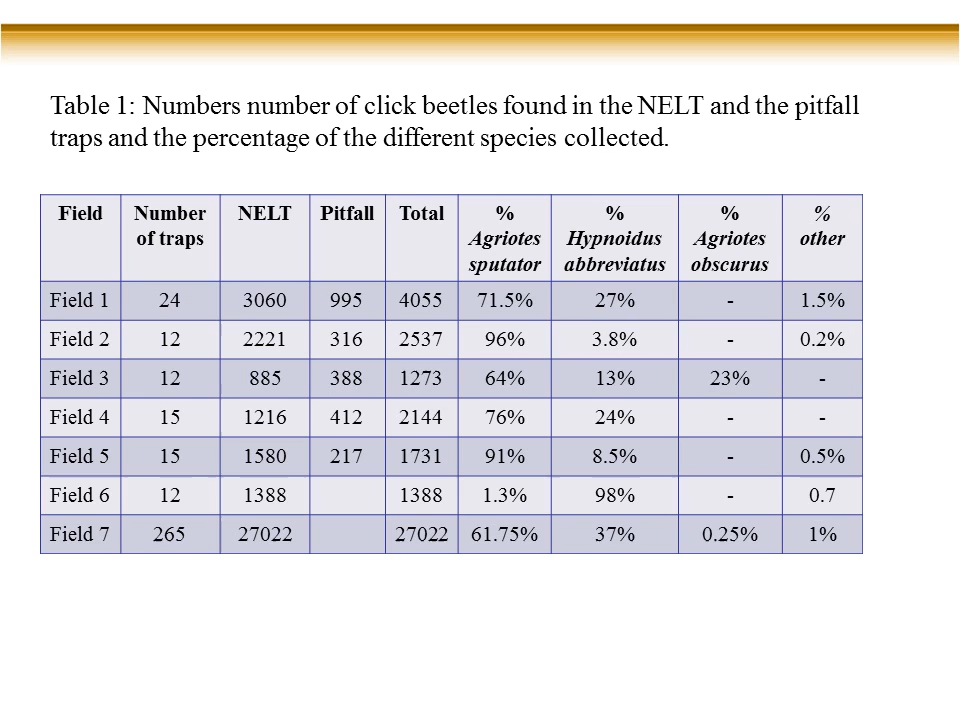 Table 1: Numbers number of click beetles found in the NELT and the pitfall
traps and the percentage of the different species collected.
Field Number of traps NELT Pitfall Total % Agriotes sputator % Hypnoidus abbreviatus % Agriotes obscurus % other
Field 1 24 3060 995 4055 71.5% 27% - 1.5%
Field 2 12 2221 316 2537 96% 3.8% - 0.2%
Field 3 12 885 388 1273 64% 13% 23% -
Field 4 15 1216 412 2144 76% 24% - -
Field 5 15 1580 217 1731 91% 8.5% - 0.5%
Field 6 12 1388 1388 1.3% 98% - 0.7
Field 7 265 27022 27022 61.75% 37% 0.25% 1%